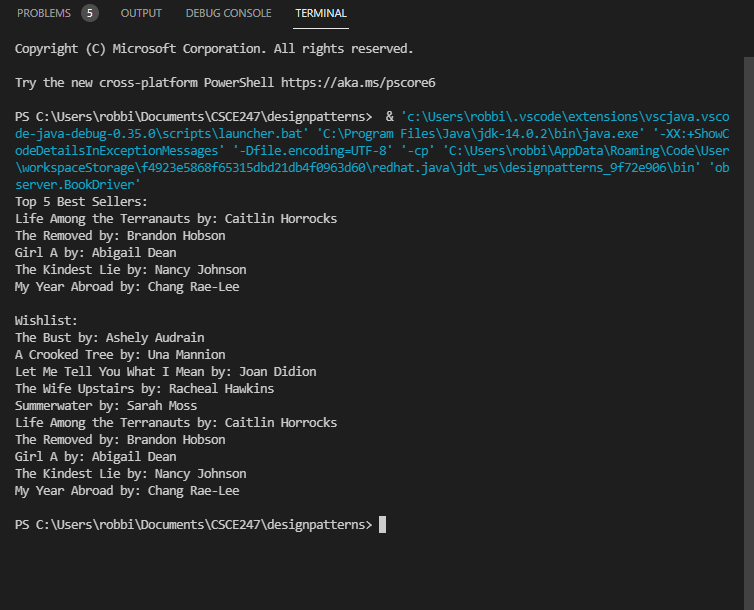 PROBLEMS 5 OUTPUT DEBUG CONSOLE TERMINAL
Copyright (C) Microsoft Corporation. All rights reserved.
Try the new cross-platform PowerShell https://aka.ms/pscore6
PS C:\Users\robbi\Documents\CSCE247\designpatterns> & 'c:\Users\robbi\.vscode\extensions\vscjava.vsco
de-java-debug-0.35.0\scripts\launcher.bat' 'C:\Program Files\Java\jdk-14.0.2\bin\java.exe' '-XX:+ShowC
odeDetailsInExceptionMessages' '-Dfile.encoding=UTF-8' '-cp' 'C:\Users\robbi\AppData\Roaming\Code\User
\workspaceStorage\f4923e5868f65315dbd21db4f0963d60\redhat.java\jdt_ws\designpatterns_9f72e906\bin' 'ob
server.BookDriver'
Top 5 Best Sellers:
Life Among the Terranauts by: Caitlin Horrocks
The Removed by: Brandon Hobson
Girl A by: Abigail Dean
The Kindest Lie by: Nancy Johnson
My Year Abroad by: Chang Rae-Lee
Wishlist:
The Bust by: Ashely Audrain
A Crooked Tree by: Una Mannion
Let Me Tell You What I Mean by: Joan Didion
The Wife Upstairs by: Racheal Hawkins
Summerwater by: Sarah Moss
Life Among the Terranauts by: Caitlin Horrocks
The Removed by: Brandon Hobson
Girl A by: Abigail Dean
The Kindest Lie by: Nancy Johnson
My Year Abroad by: Chang Rae-Lee
PS C:\Users\robbi\Documents\CSCE247\designpatterns>